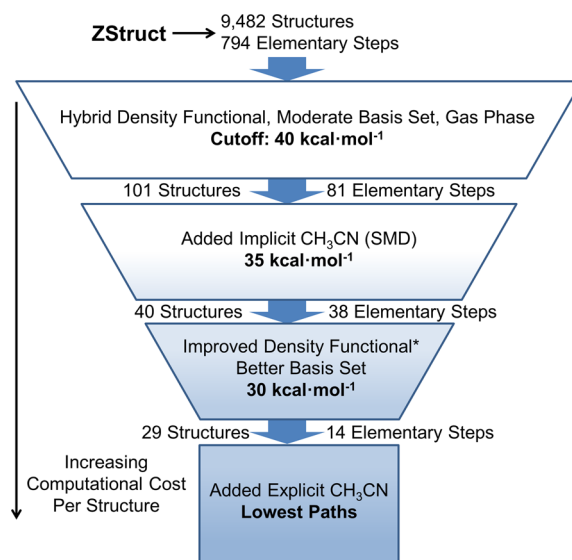 ZStruct
9,482 Structures
794 Elementary Steps
Hybrid Density Functional, Moderate Basis Set, Gas Phase
Cutoff: 40 kcal·mol⁻¹
101 Structures 81 Elementary Steps
Added Implicit CH₃CN (SMD)
35 kcal·mol⁻¹
40 Structures 38 Elementary Steps
Improved Density Functional*
Better Basis Set
30 kcal·mol⁻¹
29 Structures 14 Elementary Steps
Increasing
Computational Cost
Per Structure
Added Explicit CH₃CN
Lowest Paths